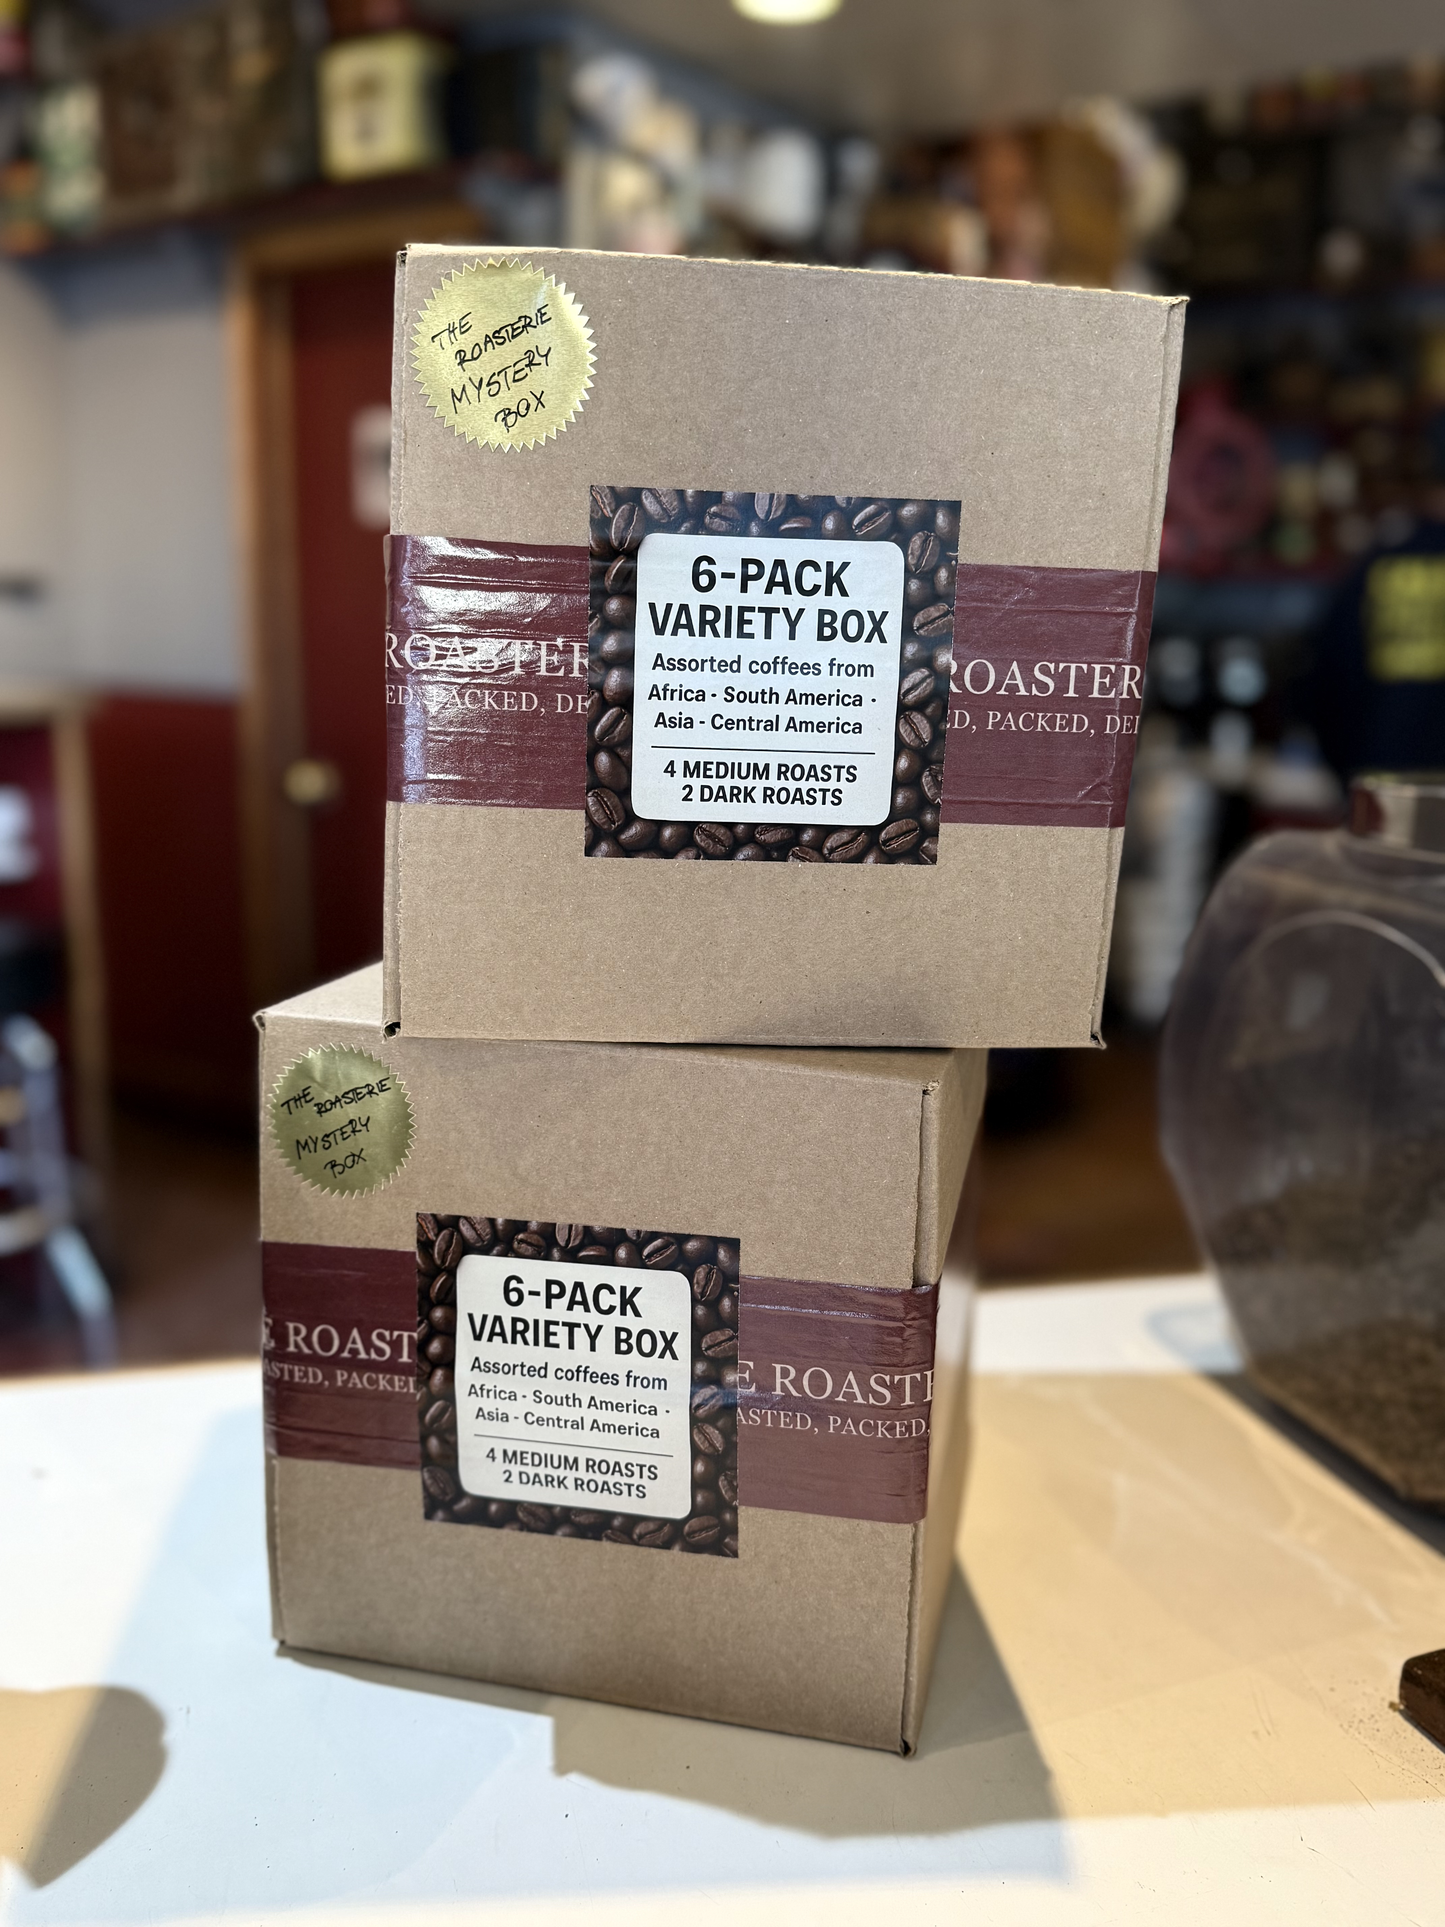 THE
ROASTERIE
MYSTERY
BOX
6-PACK
VARIETY BOX
Assorted coffees from
Africa - South America -
Asia - Central America
4 MEDIUM ROASTS
2 DARK ROASTS
ROASTER
ED, PACKED, DE
ROASTER
ED, PACKED, DEL
THE ROASTERIE
MYSTERY
BOX
6-PACK
VARIETY BOX
Assorted coffees from
Africa - South America -
Asia - Central America
4 MEDIUM ROASTS
2 DARK ROASTS
E ROAST
ASTED, PACKED
E ROASTE
ASTED, PACKED,